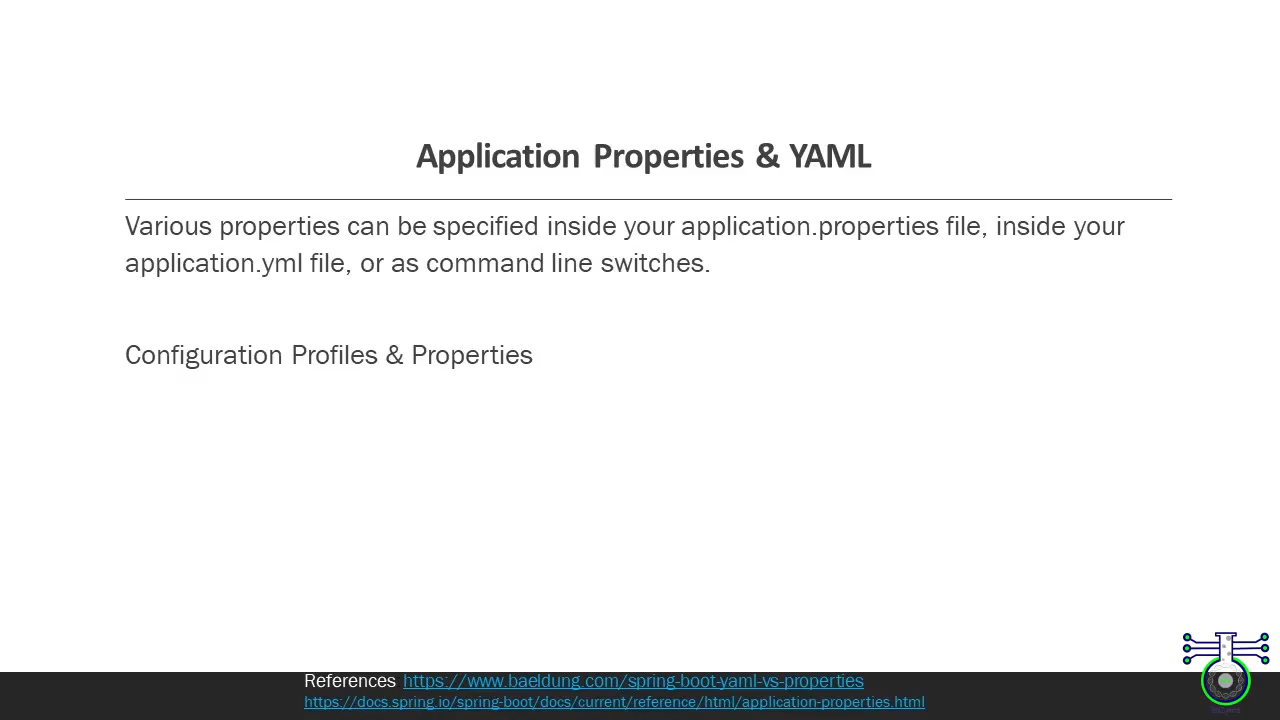 Application Properties & YAML
Various properties can be specified inside your application.properties file, inside your
application.yml file, or as command line switches.
Configuration Profiles & Properties
References https://www.baeldung.com/spring-boot-yaml-vs-properties
https://docs.spring.io/spring-boot/docs/current/reference/html/application-properties.html